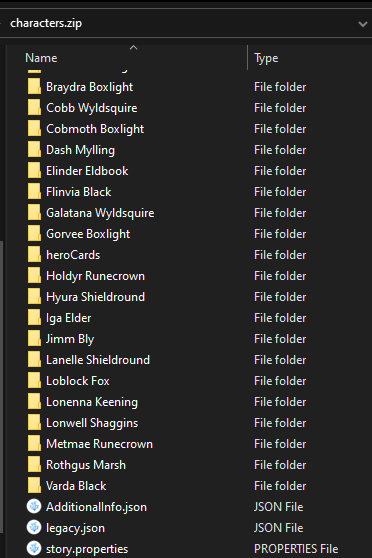 characters.zip
Name Type
Braydra Boxlight File folder
Cobb Wyldsquire File folder
Cobmoth Boxlight File folder
Dash Mylling File folder
Elinder Eldbook File folder
Flinvia Black File folder
Galatana Wyldsquire File folder
Gorvee Boxlight File folder
heroCards File folder
Holdyr Runecrown File folder
Hyura Shieldround File folder
Iga Elder File folder
Jimm Bly File folder
Lanelle Shieldround File folder
Loblock Fox File folder
Lonenna Keening File folder
Lonwell Shaggins File folder
Metmae Runecrown File folder
Rothgus Marsh File folder
Varda Black File folder
AdditionalInfo.json JSON File
legacy.json JSON File
story.properties PROPERTIES File